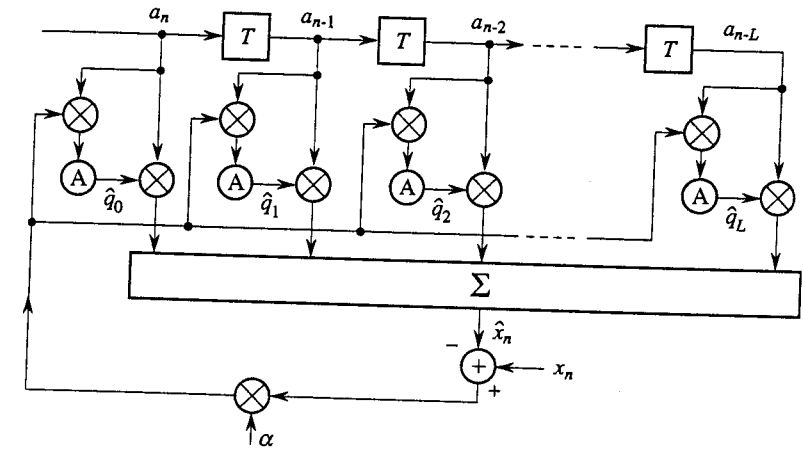 a_n T a_{n-1} T a_{n-2} T a_{n-L}
A q̂_0 A q̂_1 A q̂_2 A q̂_L
Σ
− x̂_n
+ x_n
+
α